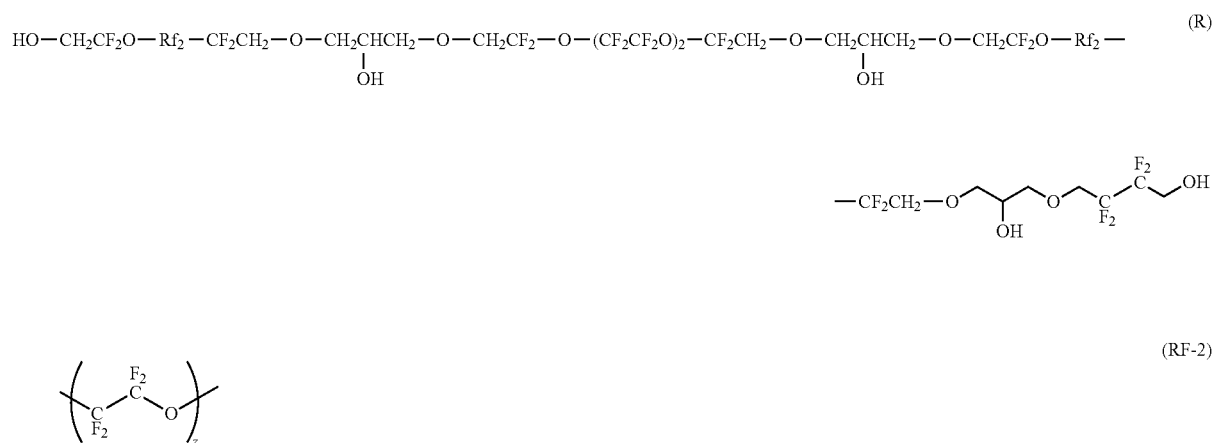 (R)
HO—CH₂CF₂O—Rf₂—CF₂CH₂—O—CH₂CHCH₂—O—CH₂CF₂—O—(CF₂CF₂O)₂—CF₂CH₂—O—CH₂CHCH₂—O—CH₂CF₂O—Rf₂—
OH OH
F₂
C OH
—CF₂CH₂—O O C
F₂
OH
(RF-2)
F₂
C
C O
F₂